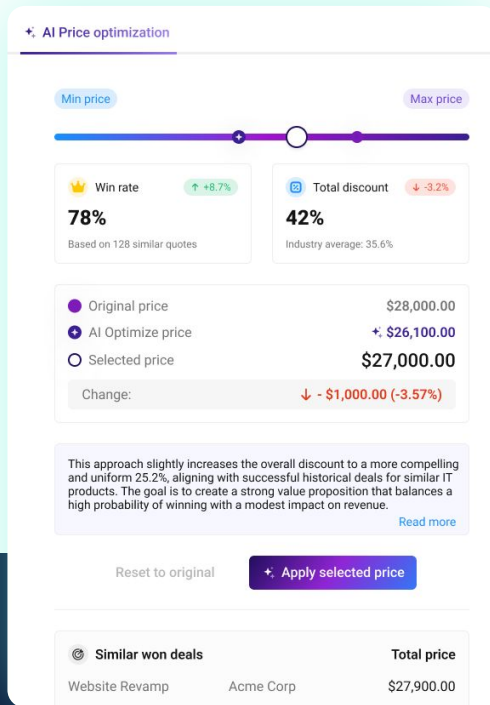 AI Price optimization
Min price Max price
Win rate ↑ +8.7% Total discount ↓ -3.2%
78% 42%
Based on 128 similar quotes Industry average: 35.6%
Original price $28,000.00
AI Optimize price $26,100.00
Selected price $27,000.00
Change: ↓ - $1,000.00 (-3.57%)
This approach slightly increases the overall discount to a more compelling
and uniform 25.2%, aligning with successful historical deals for similar IT
products. The goal is to create a strong value proposition that balances a
high probability of winning with a modest impact on revenue.
Read more
Reset to original Apply selected price
Similar won deals Total price
Website Revamp Acme Corp $27,900.00